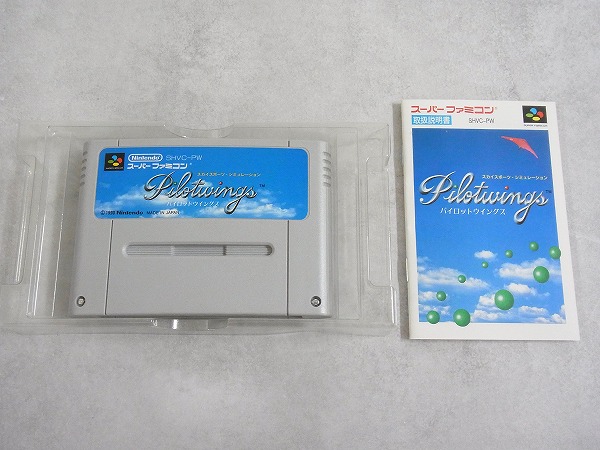 Nintendo SHVC-PW
スーパーファミコン
スカイスポーツ・シミュレーション
Pilotwings™
パイロットウイングス
©1990 Nintendo MADE IN JAPAN
スーパーファミコン
取扱説明書 SHVC-PW
スカイスポーツ・シミュレーション
Pilotwings™
パイロットウイングス